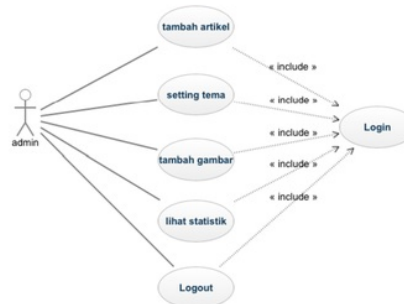 tambah artikel
« include »
setting tema
« include »
admin
Login
« include »
tambah gambar
« include »
lihat statistik
« include »
Logout